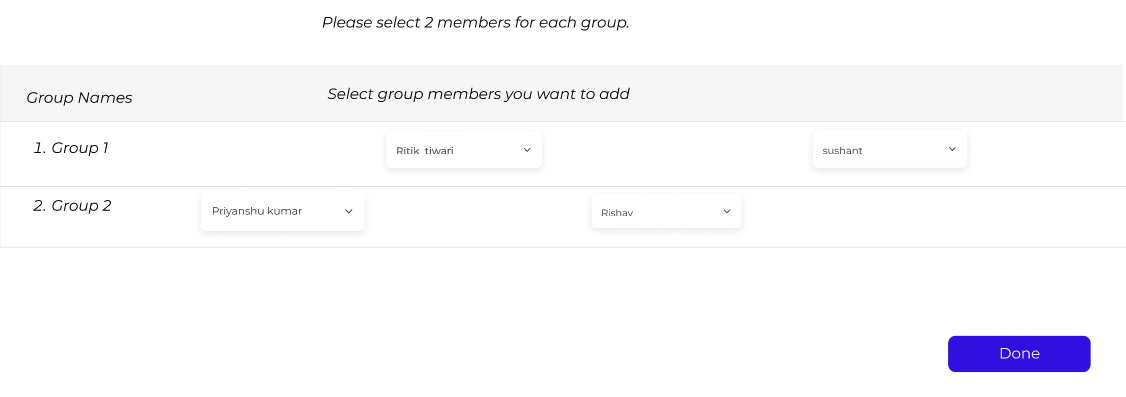 Please select 2 members for each group.
Group Names Select group members you want to add
1. Group 1 Ritik tiwari sushant
2. Group 2 Priyanshu kumar Rishav
Done